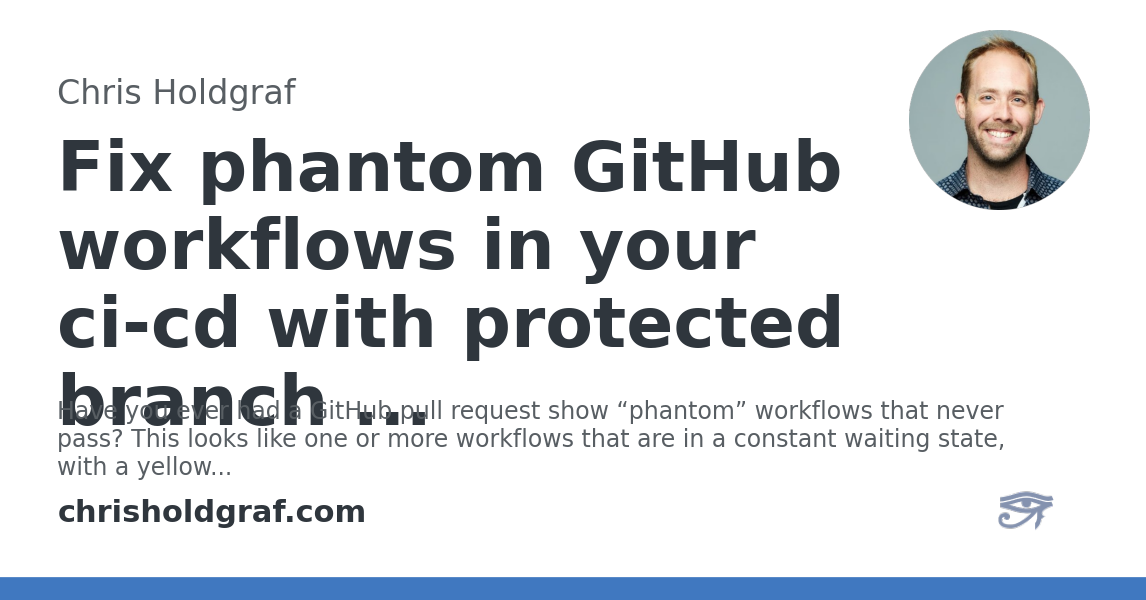 Chris Holdgraf
Fix phantom GitHub
workflows in your
ci-cd with protected
branch ...
Have you ever had a GitHub pull request show “phantom” workflows that never
pass? This looks like one or more workflows that are in a constant waiting state,
with a yellow...
chrisholdgraf.com